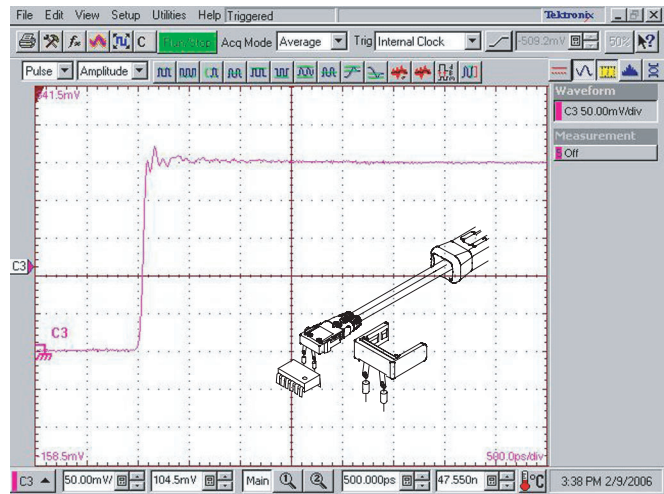 File Edit View Setup Utilities Help Triggered Tektronix
C Run/Stop Acq Mode Average Trig Internal Clock -509.2mV 50%
Pulse Amplitude
341.5mV
Waveform
C3 50.00mV/div
Measurement
Off
C3
C3
-158.5mV
500.0ps/div
C3 50.00mV/ 104.5mV Main 500.000ps 47.550n °C 3:38 PM 2/9/2006